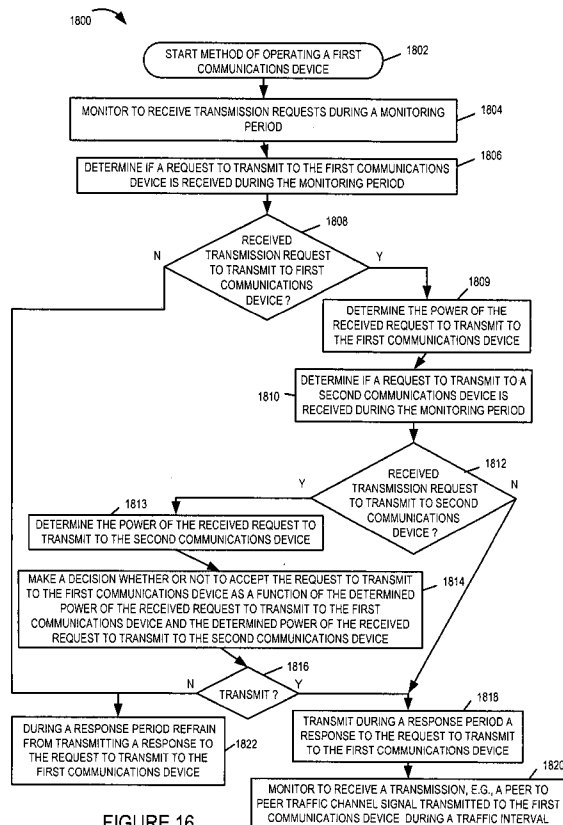 1800
START METHOD OF OPERATING A FIRST
COMMUNICATIONS DEVICE
1802
MONITOR TO RECEIVE TRANSMISSION REQUESTS DURING A MONITORING
PERIOD
1804
DETERMINE IF A REQUEST TO TRANSMIT TO THE FIRST COMMUNICATIONS
DEVICE IS RECEIVED DURING THE MONITORING PERIOD
1806
1808
N
RECEIVED
TRANSMISSION REQUEST
TO TRANSMIT TO FIRST
COMMUNICATIONS
DEVICE ?
Y
1809
DETERMINE THE POWER OF THE
RECEIVED REQUEST TO TRANSMIT TO
THE FIRST COMMUNICATIONS DEVICE
1810
DETERMINE IF A REQUEST TO TRANSMIT TO A
SECOND COMMUNICATIONS DEVICE IS
RECEIVED DURING THE MONITORING PERIOD
1812
Y
RECEIVED
TRANSMISSION REQUEST
TO TRANSMIT TO SECOND
COMMUNICATIONS
DEVICE ?
N
1813
DETERMINE THE POWER OF THE RECEIVED REQUEST TO
TRANSMIT TO THE SECOND COMMUNICATIONS DEVICE
MAKE A DECISION WHETHER OR NOT TO ACCEPT THE REQUEST TO TRANSMIT
TO THE FIRST COMMUNICATIONS DEVICE AS A FUNCTION OF THE DETERMINED
POWER OF THE RECEIVED REQUEST TO TRANSMIT TO THE FIRST
COMMUNICATIONS DEVICE AND THE DETERMINED POWER OF THE RECEIVED
REQUEST TO TRANSMIT TO THE SECOND COMMUNICATIONS DEVICE
1814
1816
N
TRANSMIT ?
Y
1818
DURING A RESPONSE PERIOD REFRAIN
FROM TRANSMITTING A RESPONSE TO
THE REQUEST TO TRANSMIT TO THE
FIRST COMMUNICATIONS DEVICE
1822
TRANSMIT DURING A RESPONSE PERIOD A
RESPONSE TO THE REQUEST TO TRANSMIT
TO THE FIRST COMMUNICATIONS DEVICE
1820
MONITOR TO RECEIVE A TRANSMISSION, E.G., A PEER TO
PEER TRAFFIC CHANNEL SIGNAL TRANSMITTED TO THE FIRST
COMMUNICATIONS DEVICE DURING A TRAFFIC INTERVAL
FIGURE 16